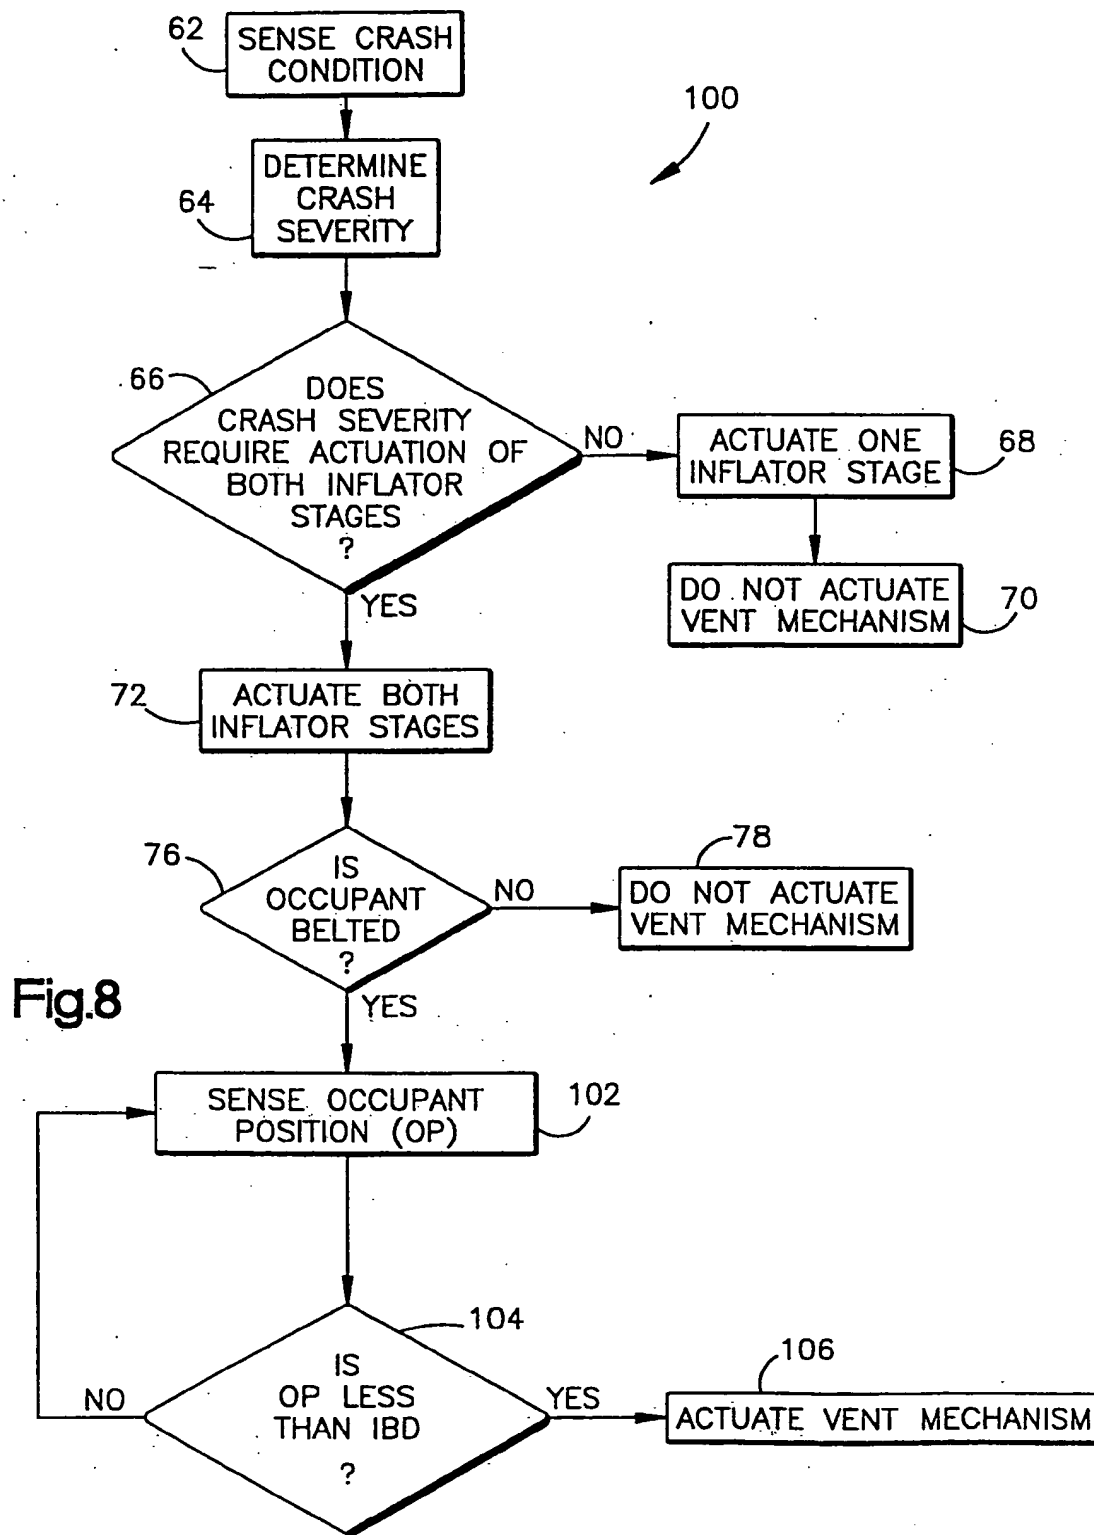 62
SENSE CRASH
CONDITION
100
64
DETERMINE
CRASH
SEVERITY
66
DOES
CRASH SEVERITY
REQUIRE ACTUATION OF
BOTH INFLATOR
STAGES
?
NO
ACTUATE ONE
INFLATOR STAGE
68
DO NOT ACTUATE
VENT MECHANISM
70
YES
72
ACTUATE BOTH
INFLATOR STAGES
76
IS
OCCUPANT
BELTED
?
NO
78
DO NOT ACTUATE
VENT MECHANISM
Fig.8
YES
SENSE OCCUPANT
POSITION (OP)
102
104
IS
OP LESS
THAN IBD
?
NO
YES
106
ACTUATE VENT MECHANISM